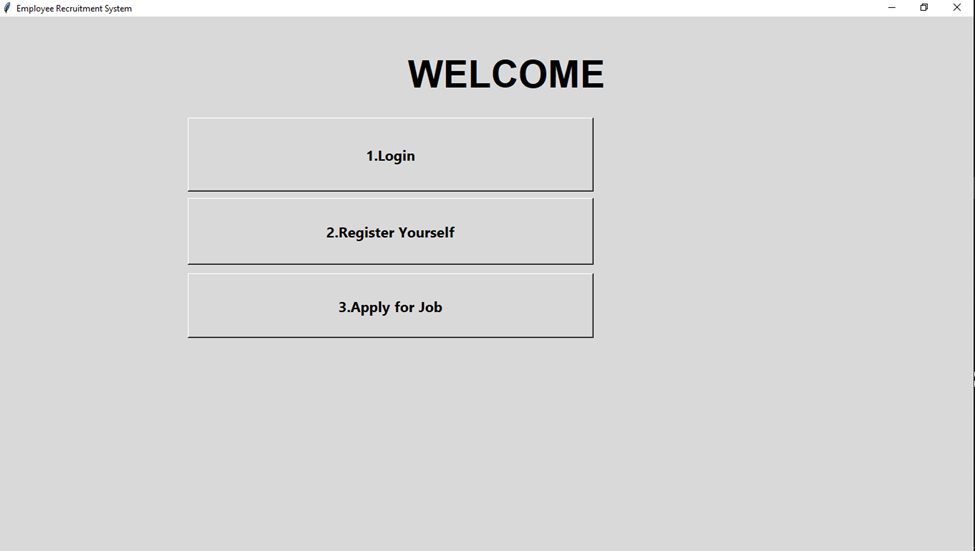 Employee Recruitment System
WELCOME
1.Login
2.Register Yourself
3.Apply for Job